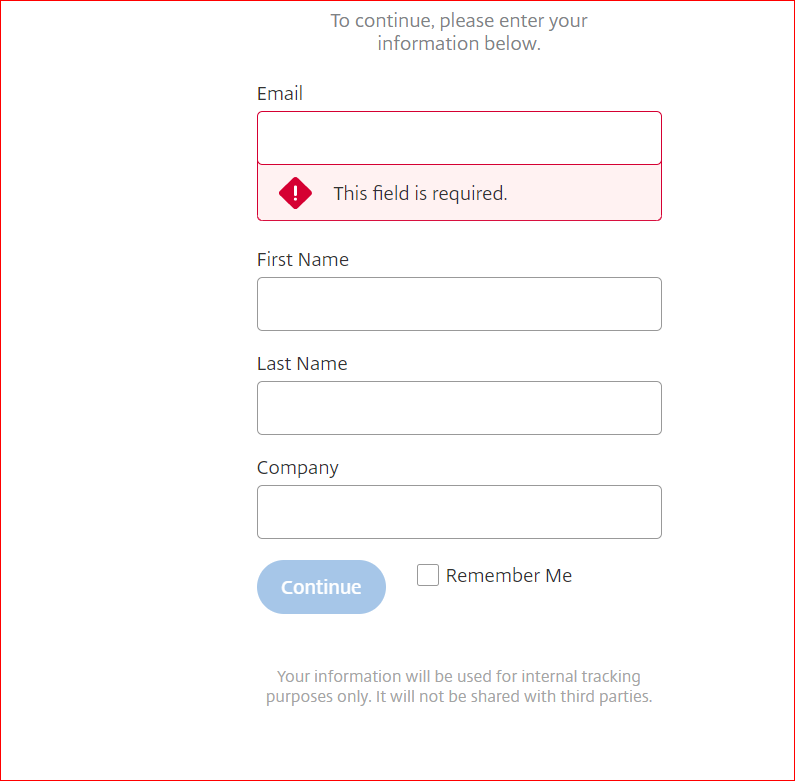 To continue, please enter your
information below.
Email
This field is required.
First Name
Last Name
Company
Continue
Remember Me
Your information will be used for internal tracking
purposes only. It will not be shared with third parties.